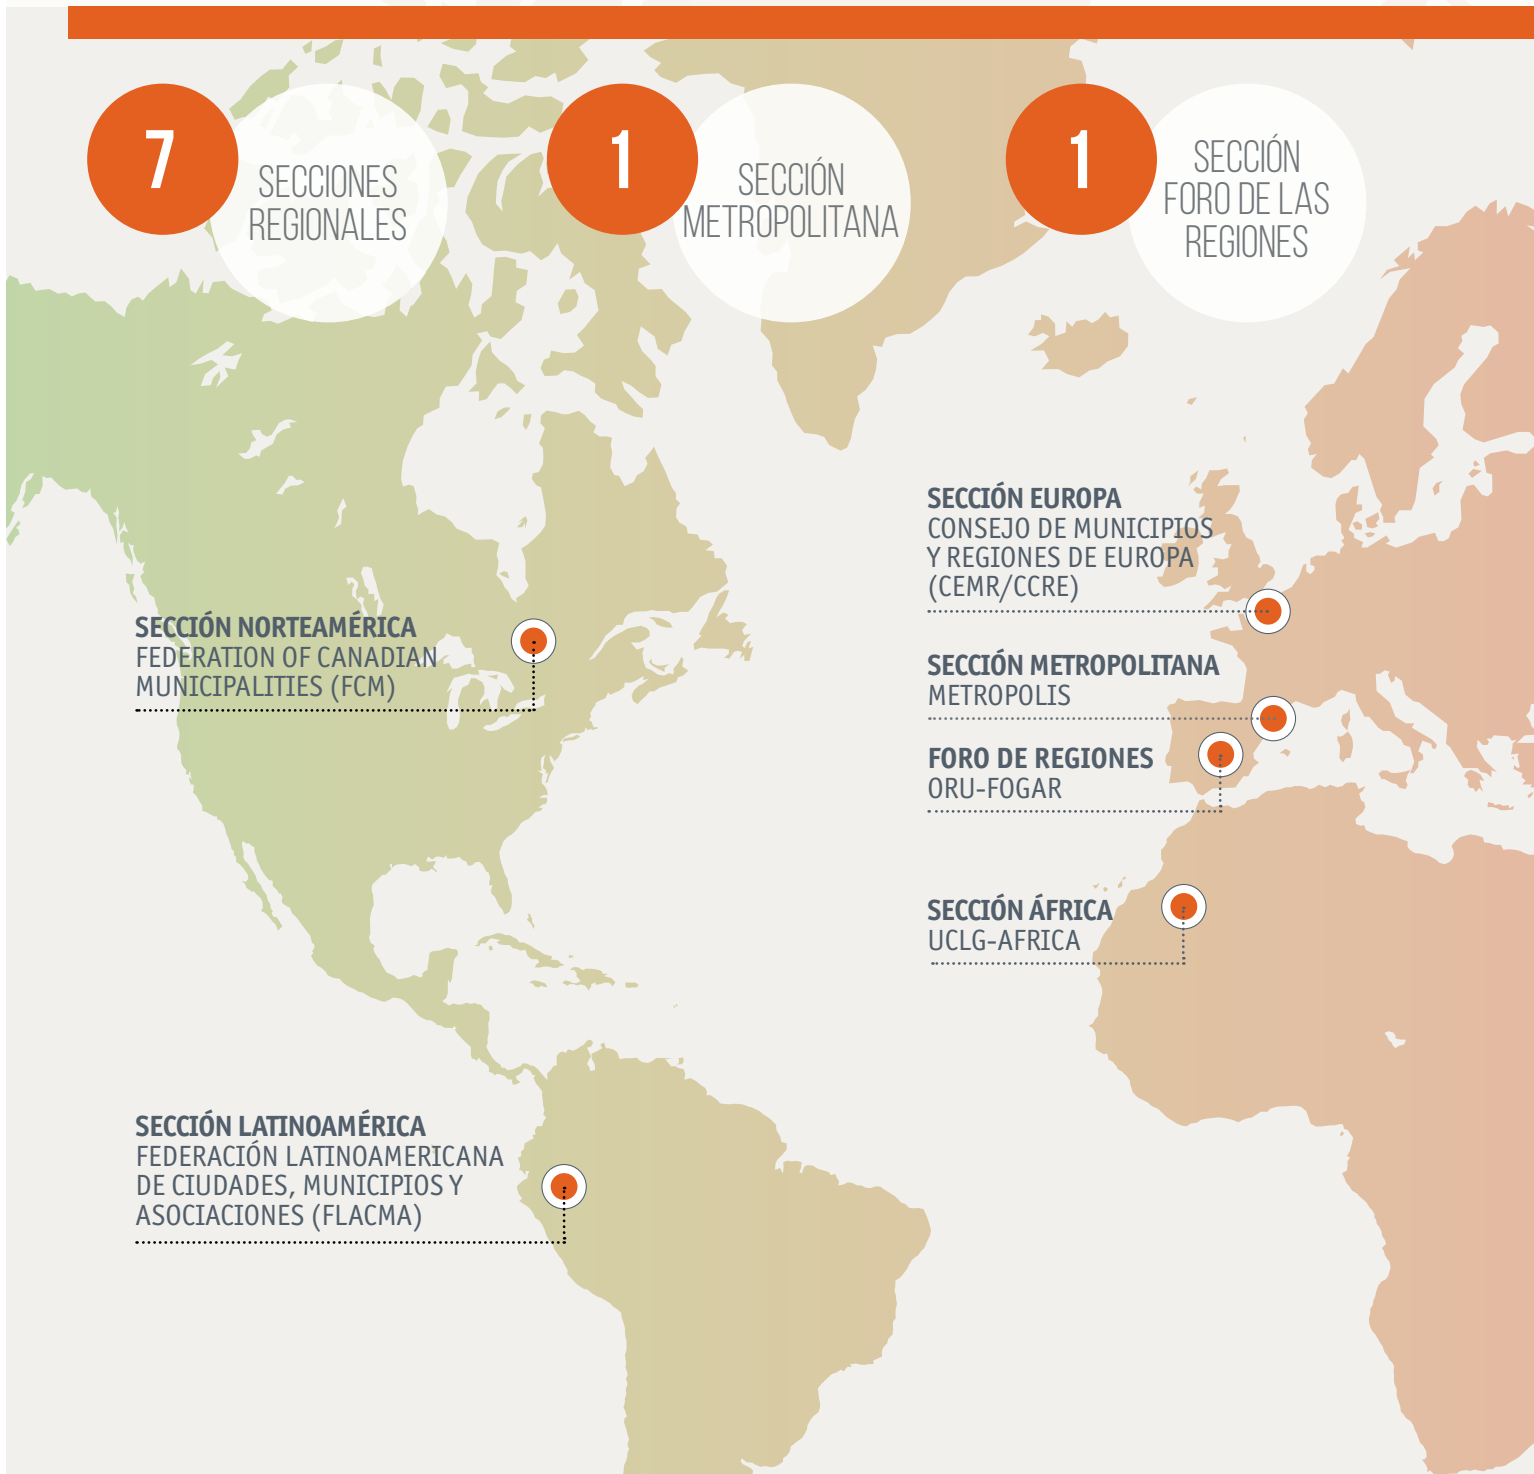 7
SECCIONES
REGIONALES
1
SECCIÓN
METROPOLITANA
1
SECCIÓN
FORO DE LAS
REGIONES
SECCIÓN EUROPA
CONSEJO DE MUNICIPIOS
Y REGIONES DE EUROPA
(CEMR/CCRE)
SECCIÓN NORTEAMÉRICA
FEDERATION OF CANADIAN
MUNICIPALITIES (FCM)
SECCIÓN METROPOLITANA
METROPOLIS
FORO DE REGIONES
ORU-FOGAR
SECCIÓN ÁFRICA
UCLG-AFRICA
SECCIÓN LATINOAMÉRICA
FEDERACIÓN LATINOAMERICANA
DE CIUDADES, MUNICIPIOS Y
ASOCIACIONES (FLACMA)